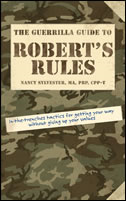 THE GUERRILLA GUIDE TO
ROBERT'S
RULES
NANCY SYLVESTER, MA, PRP, CPP-T
In-the-trenches tactics for getting your way
without giving up your values